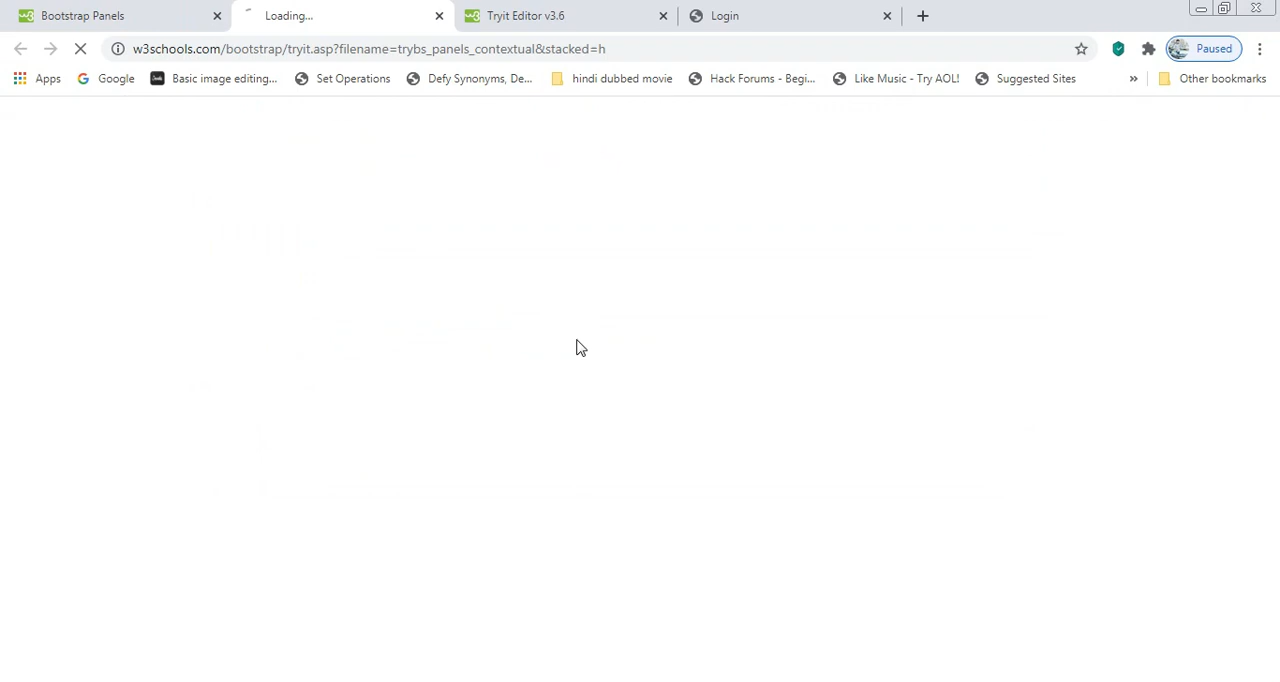 Bootstrap Panels
Loading...
Tryit Editor v3.6
Login
w3schools.com/bootstrap/tryit.asp?filename=trybs_panels_contextual&stacked=h
Paused
Apps
Google
Basic image editing...
Set Operations
Defy Synonyms, De...
hindi dubbed movie
Hack Forums - Begi...
Like Music - Try AOL!
Suggested Sites
»
Other bookmarks